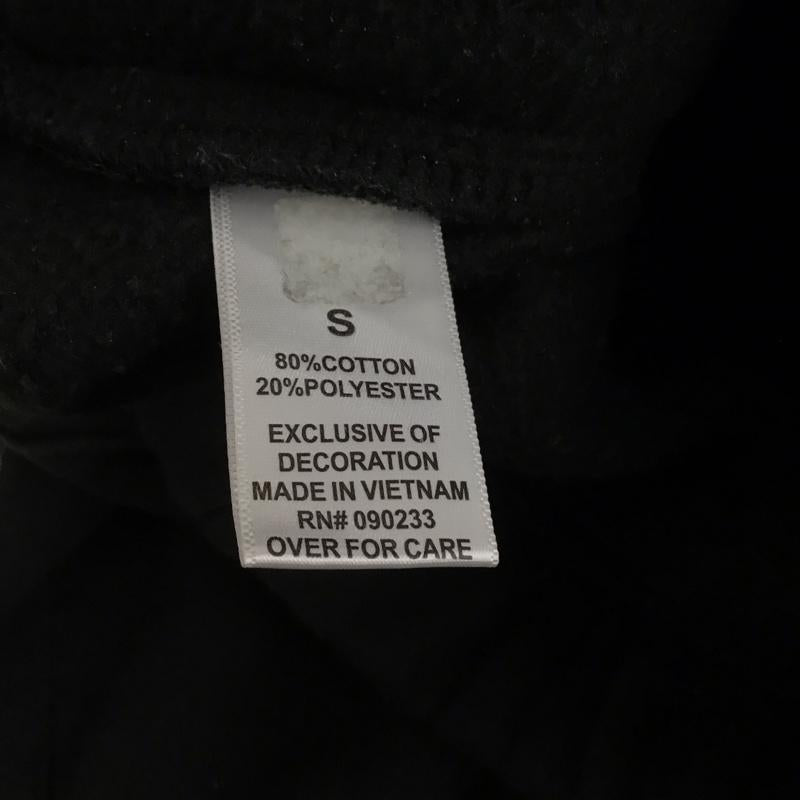 S
80%COTTON
20%POLYESTER
EXCLUSIVE OF
DECORATION
MADE IN VIETNAM
RN# 090233
OVER FOR CARE